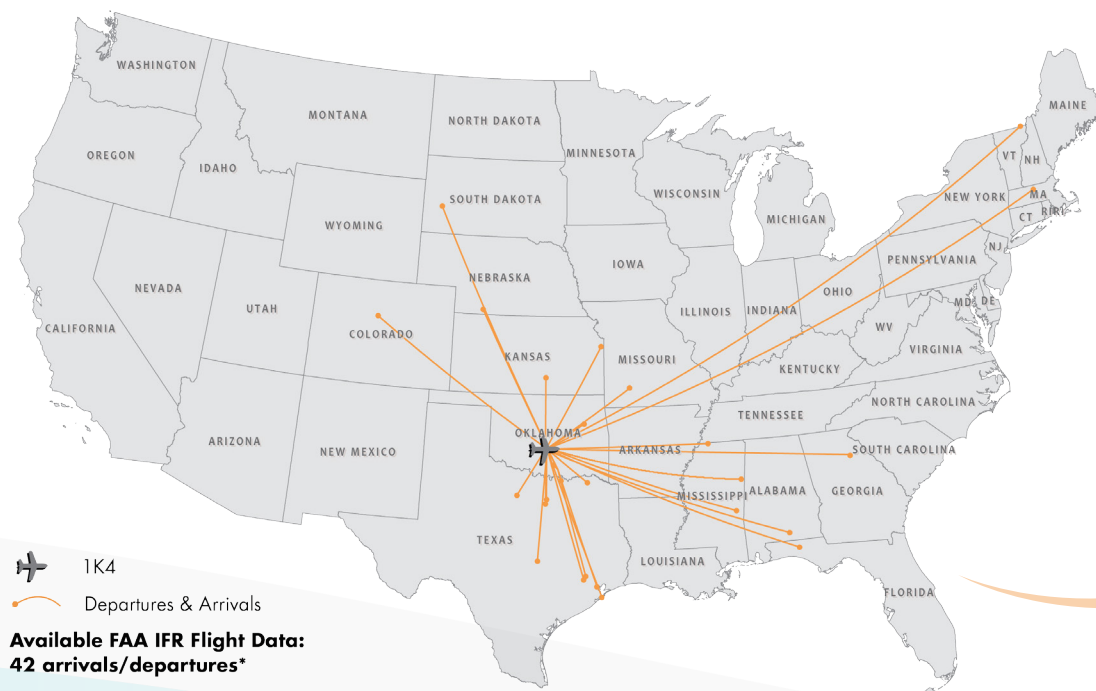 WASHINGTON
MAINE
MONTANA
NORTH DAKOTA
OREGON
IDAHO
MINNESOTA
VT
NH
SOUTH DAKOTA
WISCONSIN
NEW YORK
MA
WYOMING
MICHIGAN
CT
RI
RI
NEBRASKA
IOWA
PENNSYLVANIA
NJ
NEVADA
UTAH
ILLINOIS
INDIANA
OHIO
MD
DE
CALIFORNIA
COLORADO
KANSAS
MISSOURI
WV
VIRGINIA
KENTUCKY
NORTH CAROLINA
TENNESSEE
OKLAHOMA
ARIZONA
NEW MEXICO
ARKANSAS
SOUTH CAROLINA
MISSISSIPPI
ALABAMA
GEORGIA
TEXAS
LOUISIANA
FLORIDA
1K4
Departures & Arrivals
Available FAA IFR Flight Data:
42 arrivals/departures*